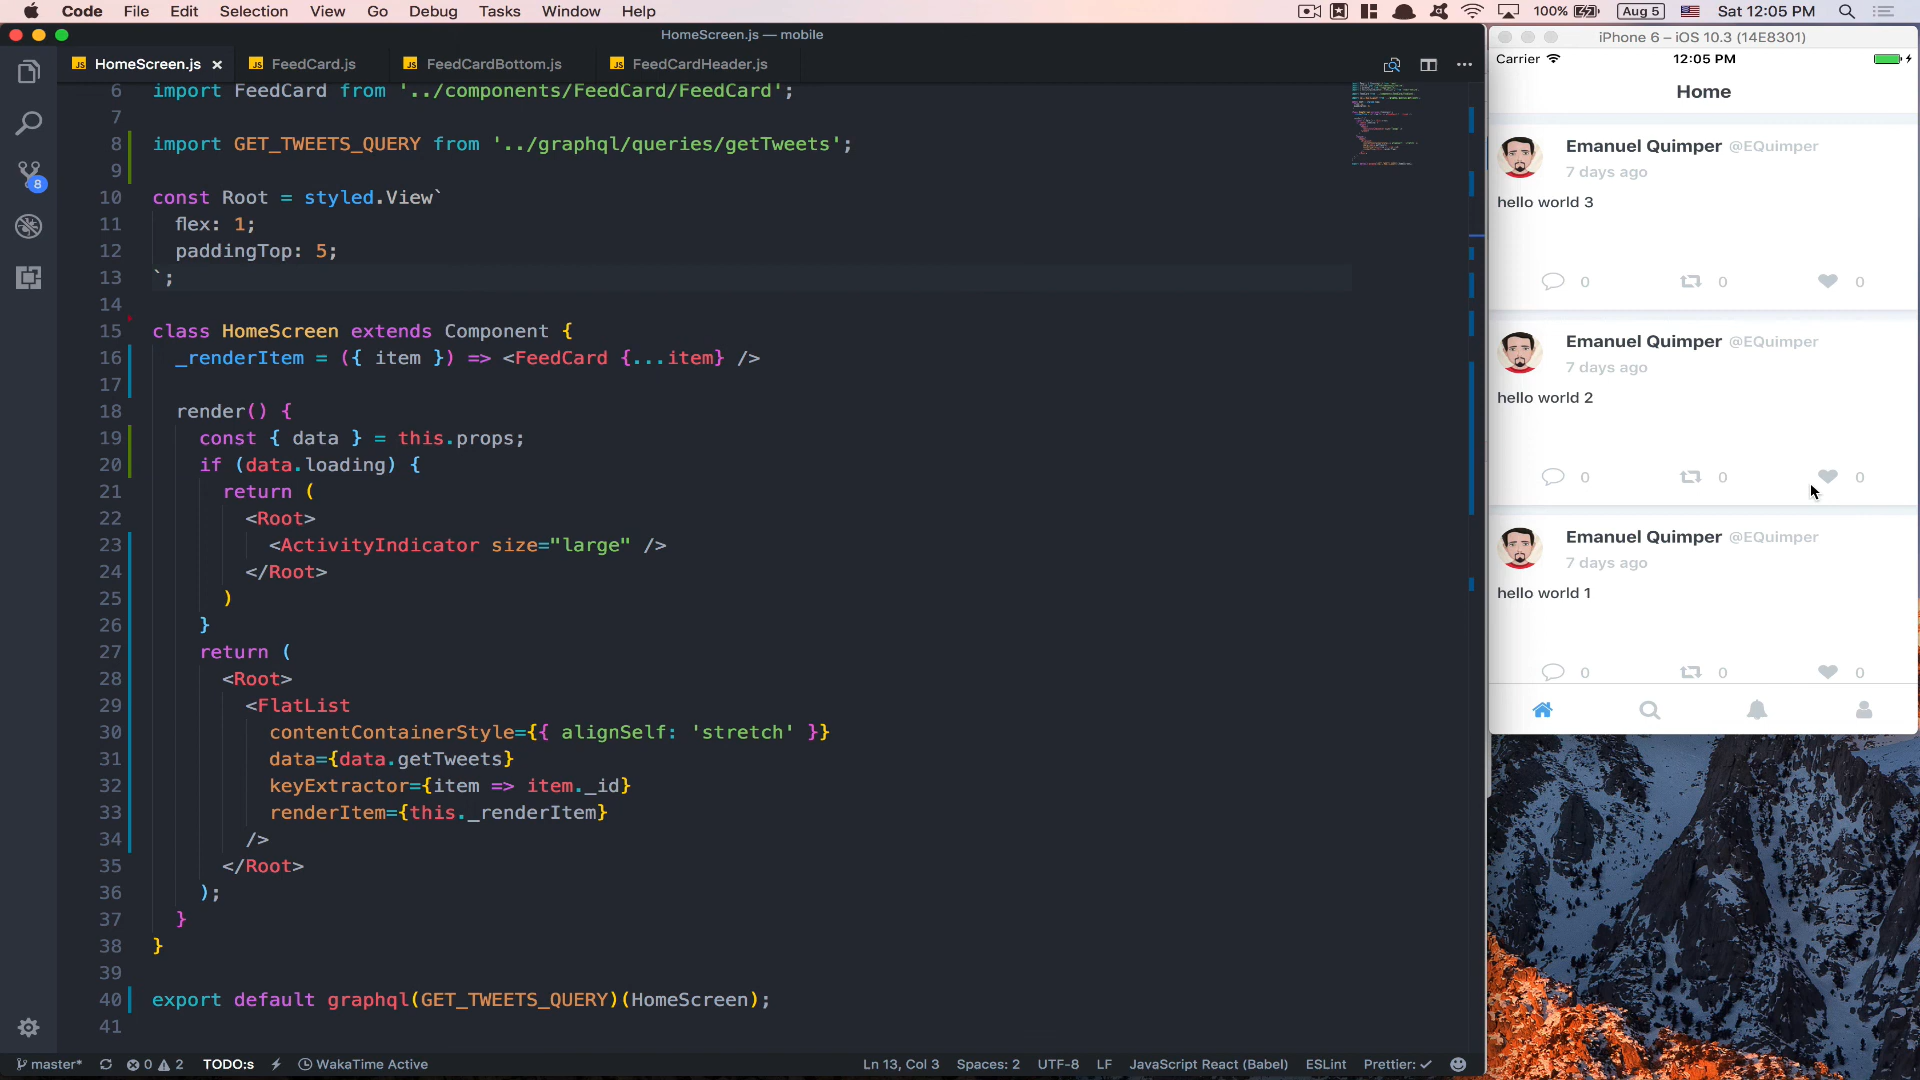 Code File Edit Selection View Go Debug Tasks Window Help 100% Aug 5 Sat 12:05 PM
HomeScreen.js — mobile
JS HomeScreen.js × JS FeedCard.js JS FeedCardBottom.js JS FeedCardHeader.js
6 import FeedCard from '../components/FeedCard/FeedCard';
7
8 import GET_TWEETS_QUERY from '../graphql/queries/getTweets';
9
10 const Root = styled.View`
11 flex: 1;
12 paddingTop: 5;
13 `;
14
15 class HomeScreen extends Component {
16 _renderItem = ({ item }) => <FeedCard {...item} />
17
18 render() {
19 const { data } = this.props;
20 if (data.loading) {
21 return (
22 <Root>
23 <ActivityIndicator size="large" />
24 </Root>
25 )
26 }
27 return (
28 <Root>
29 <FlatList
30 contentContainerStyle={{ alignSelf: 'stretch' }}
31 data={data.getTweets}
32 keyExtractor={item => item._id}
33 renderItem={this._renderItem}
34 />
35 </Root>
36 );
37 }
38 }
39
40 export default graphql(GET_TWEETS_QUERY)(HomeScreen);
41
8
master* 0 2 TODO:s WakaTime Active Ln 13, Col 3 Spaces: 2 UTF-8 LF JavaScript React (Babel) ESLint Prettier: ✓
iPhone 6 – iOS 10.3 (14E8301)
Carrier 12:05 PM
Home
Emanuel Quimper @EQuimper
7 days ago
hello world 3
0 0 0
Emanuel Quimper @EQuimper
7 days ago
hello world 2
0 0 0
Emanuel Quimper @EQuimper
7 days ago
hello world 1
0 0 0